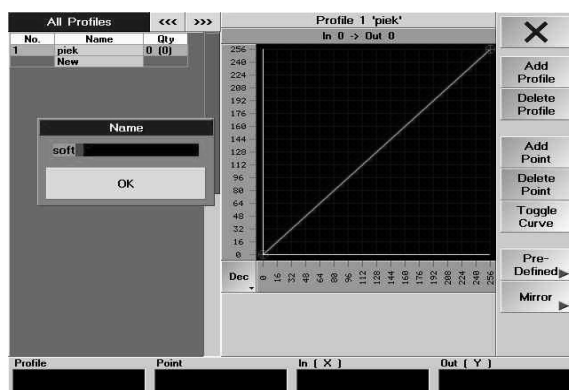 All Profiles <<< >>>
No. Name Qty
1 piek 0 (0)
New
Name
soft
OK
Profile 1 'piek'
In 0 -> Out 0
256
240
224
208
192
176
160
144
128
112
96
80
64
48
32
16
0
Dec
0 16 32 48 64 80 96 112 128 144 160 176 192 208 224 240 256
Add
Profile
Delete
Profile
Add
Point
Delete
Point
Toggle
Curve
Pre-
Defined
Mirror
Profile Point In ( X ) Out ( Y )